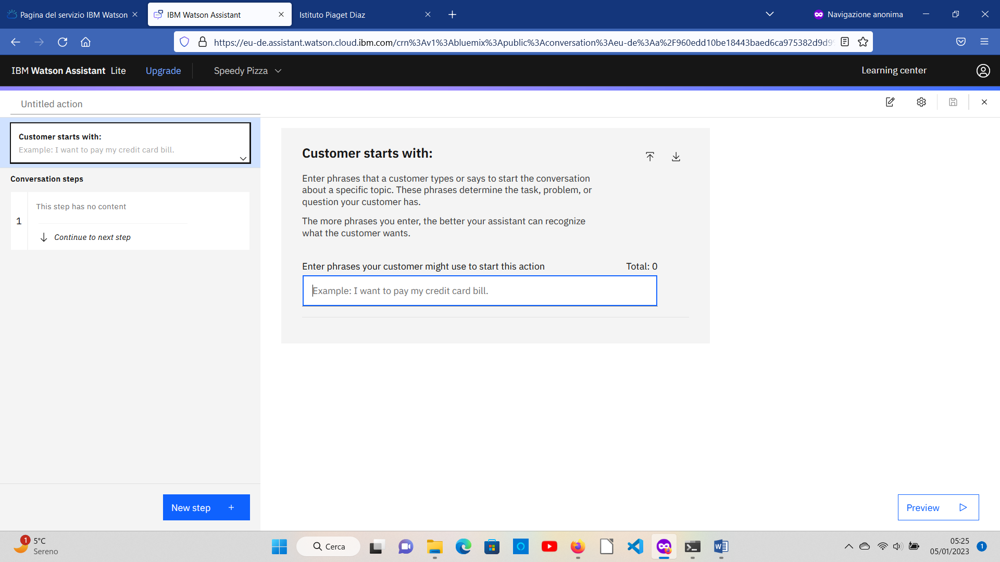 Pagina del servizio IBM Watson
IBM Watson Assistant
Istituto Piaget Diaz
Navigazione anonima
https://eu-de.assistant.watson.cloud.ibm.com/crn%3Av1%3Abluemix%3Apublic%3Aconversation%3Aeu-de%3Aa%2F960edd10be18443baed6ca975382d9d9
IBM Watson Assistant Lite
Upgrade
Speedy Pizza
Learning center
Untitled action
Customer starts with:
Example: I want to pay my credit card bill.
Conversation steps
1
This step has no content
Continue to next step
New step +
Customer starts with:
Enter phrases that a customer types or says to start the conversation
about a specific topic. These phrases determine the task, problem, or
question your customer has.
The more phrases you enter, the better your assistant can recognize
what the customer wants.
Enter phrases your customer might use to start this action
Total: 0
Example: I want to pay my credit card bill.
Preview
1
5°C
Sereno
Cerca
05:25
05/01/2023
1